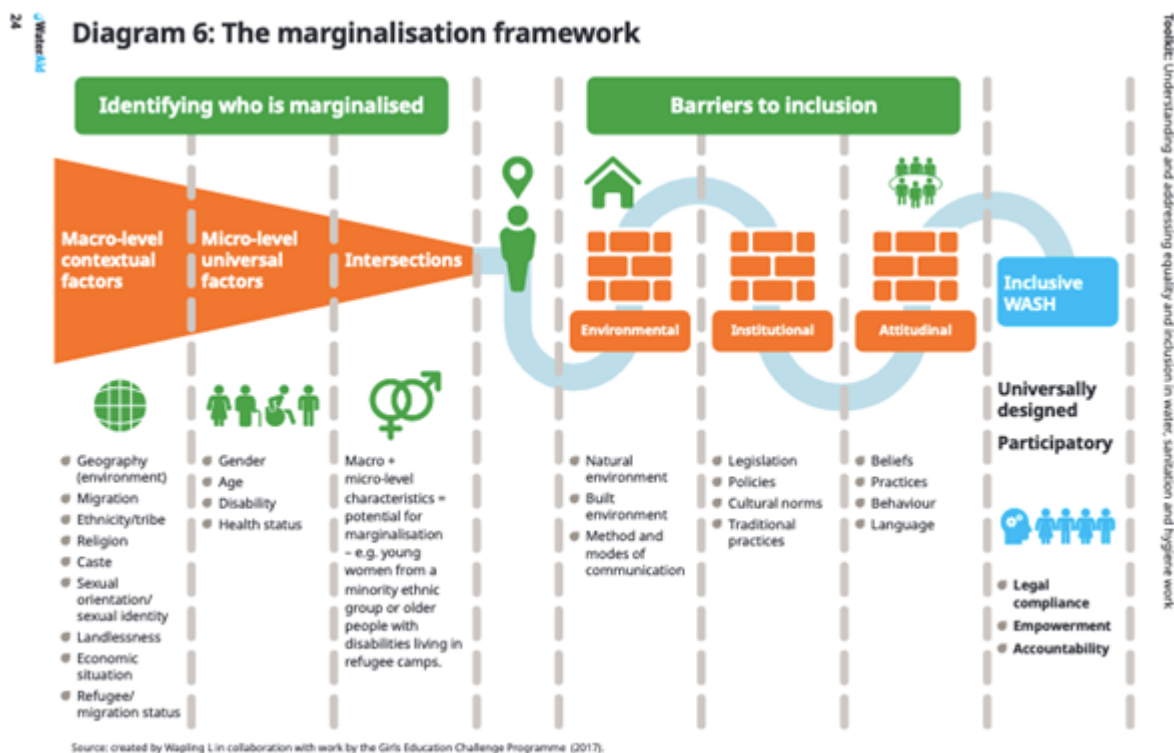 24
WaterAid
Toolkit: Understanding and addressing equality and inclusion in water, sanitation and hygiene work
Diagram 6: The marginalisation framework
Identifying who is marginalised
Barriers to inclusion
Macro-level
contextual
factors
Micro-level
universal
factors
Intersections
Environmental
Institutional
Attitudinal
Inclusive
WASH
Geography
(environment)
Migration
Ethnicity/tribe
Religion
Caste
Sexual
orientation/
sexual identity
Landlessness
Economic
situation
Refugee/
migration status
Gender
Age
Disability
Health status
Macro +
micro-level
characteristics =
potential for
marginalisation
– e.g. young
women from a
minority ethnic
group or older
people with
disabilities living in
refugee camps.
Natural
environment
Built
environment
Method and
modes of
communication
Legislation
Policies
Cultural norms
Traditional
practices
Beliefs
Practices
Behaviour
Language
Universally
designed
Participatory
Legal
compliance
Empowerment
Accountability
Source: created by Wapling L in collaboration with work by the Girls Education Challenge Programme (2017).